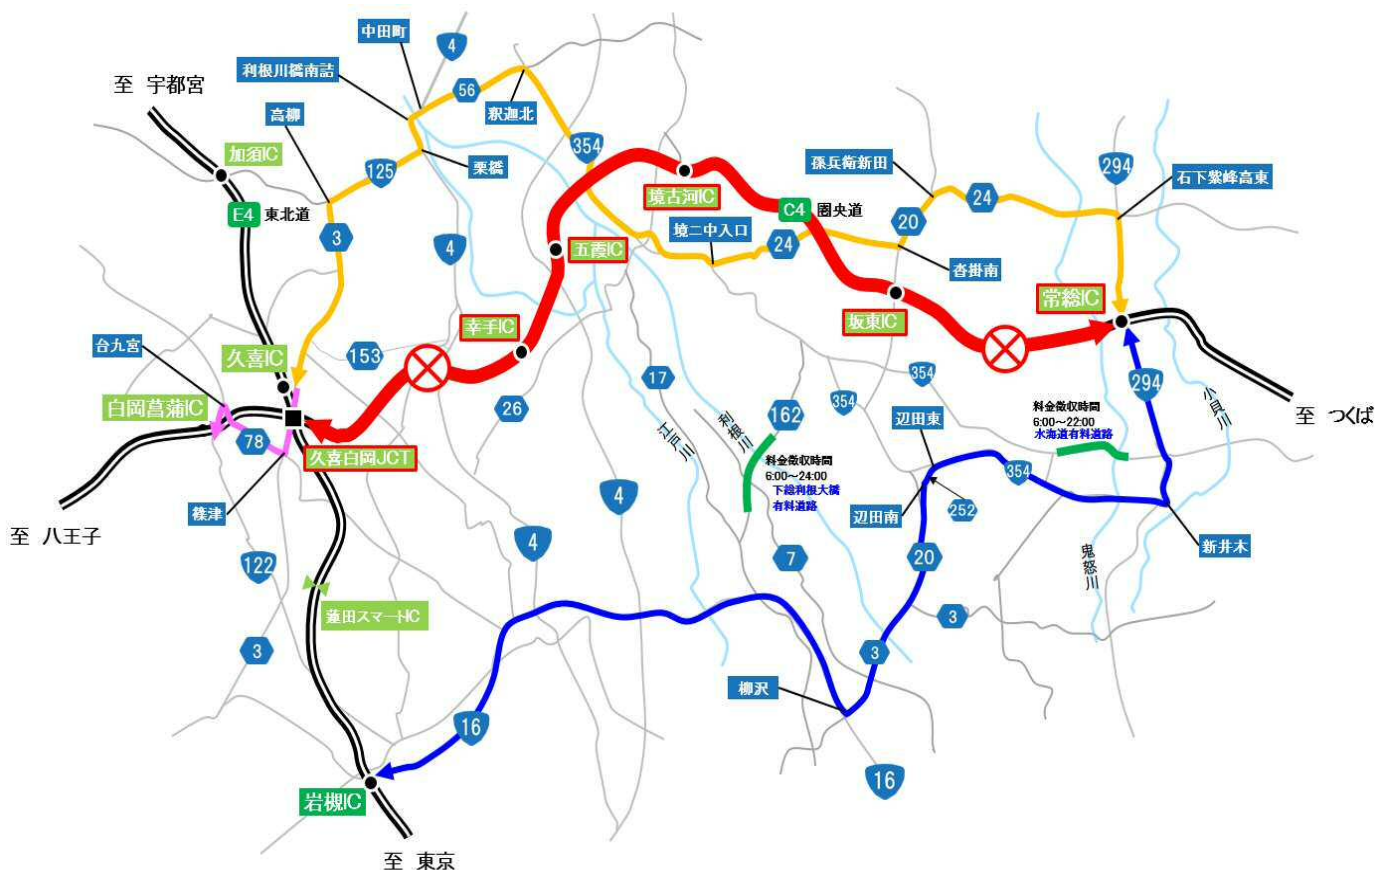 中田町
4
利根川橋南詰
至 宇都宮
56
釈迦北
高柳
354
加須IC
125
栗橋
孫兵衛新田
294
石下紫峰高東
境古河IC
24
E4 東北道
C4 圏央道
3
20
境二中入口
24
4
五霞IC
沓掛南
常総IC
幸手IC
坂東IC
合九宮
久喜IC
153
354
17
294
小貝川
白岡菖蒲IC
26
354
料金徴収時間
6:00～22:00
水海道有料道路
至 つくば
162
利根川
江戸川
辺田東
78
久喜白岡JCT
料金徴収時間
6:00～24:00
下総利根大橋
有料道路
354
4
篠津
辺田南
252
至 八王子
4
新井木
122
7
20
鬼怒川
蓮田スマートIC
3
3
3
柳沢
16
16
岩槻IC
至 東京